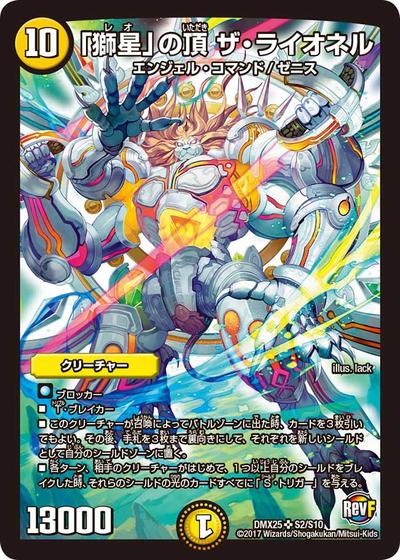 10
「獅星」の頂 ザ・ライオネル
レオ いただき
エンジェル・コマンド / ゼニス
illus. lack
クリーチャー
ブロッカー
■T・ブレイカー
■このクリーチャーが召喚によってバトルゾーンに出た時、カードを3枚引い
てもよい。その後、手札を3枚まで裏向きにして、それぞれを新しいシールド
として自分のシールドゾーンに置く。
■各ターン、相手のクリーチャーがはじめて、1つ以上自分のシールドをブレ
イクした時、それらのシールドの光のカードすべてに「S・トリガー」を与える。
13000
1
DMX25 S2/S10
©2017 Wizards/Shogakukan/Mitsui-Kids
RevF